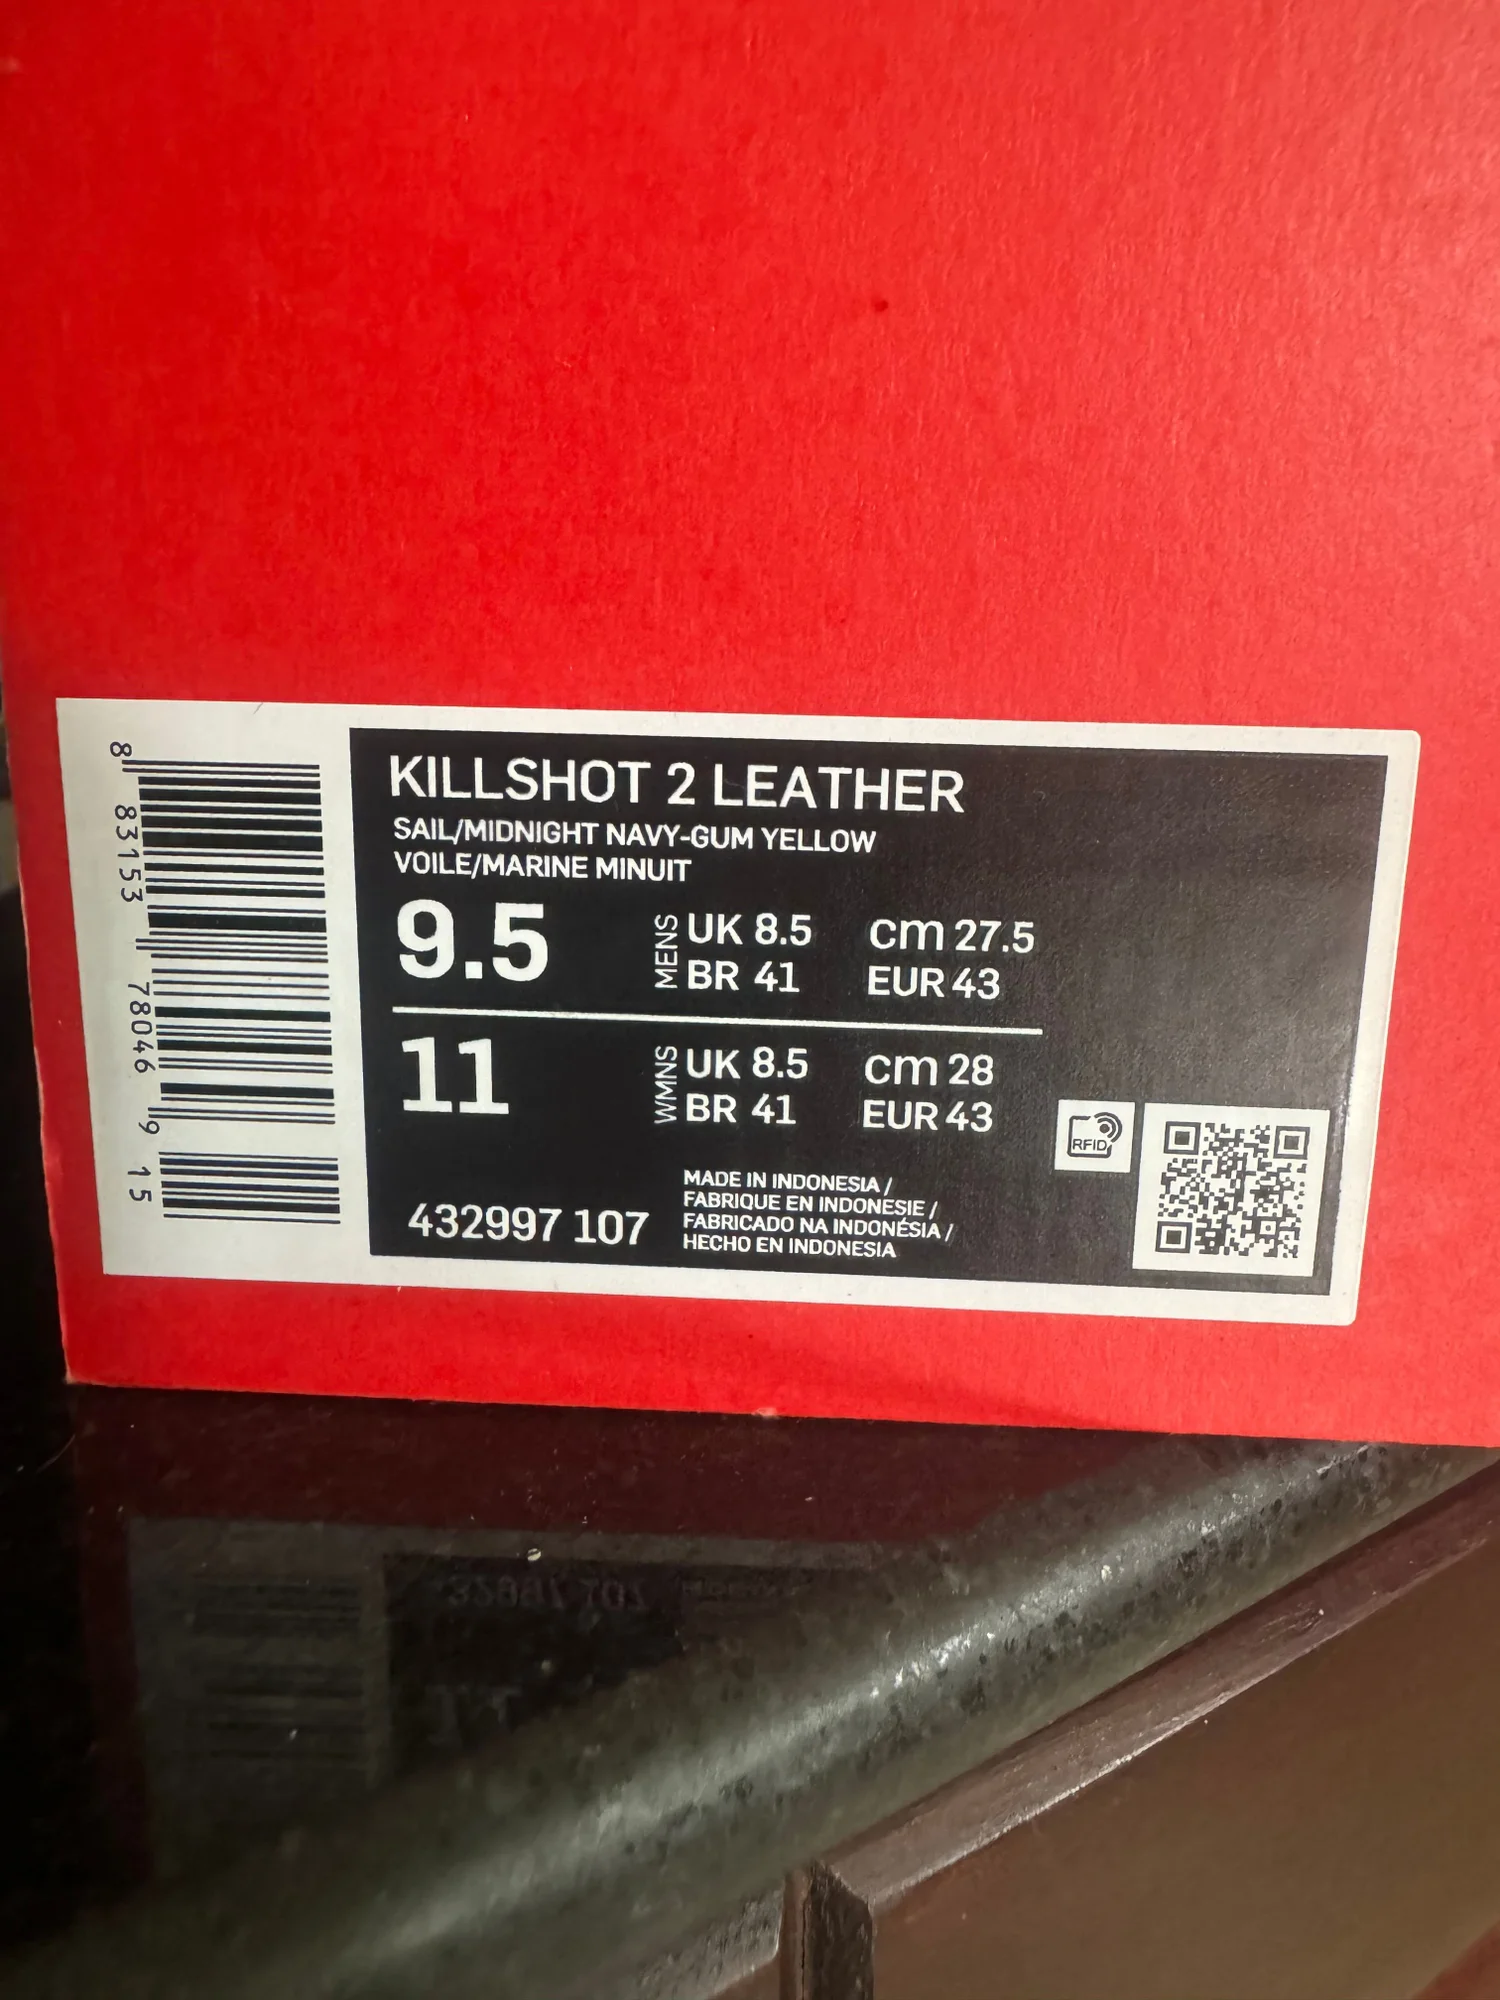 8 83153 78046 9 15
KILLSHOT 2 LEATHER
SAIL/MIDNIGHT NAVY-GUM YELLOW
VOILE/MARINE MINUIT
9.5 MENS UK 8.5 cm 27.5
BR 41 EUR 43
11 WMNS UK 8.5 cm 28
BR 41 EUR 43
RFID
432997 107
MADE IN INDONESIA /
FABRIQUE EN INDONESIE /
FABRICADO NA INDONÉSIA /
HECHO EN INDONESIA